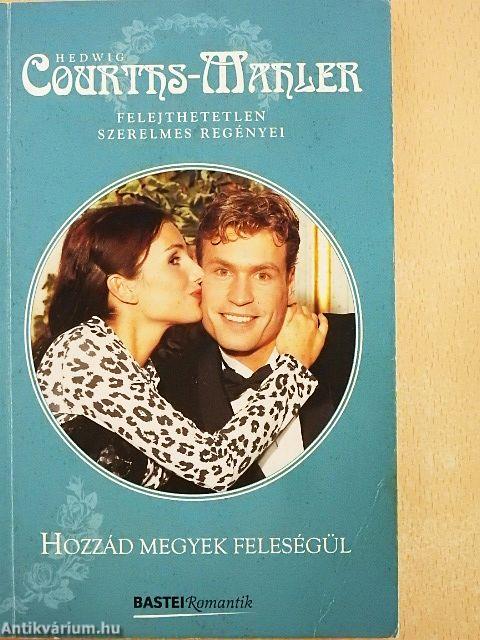 HEDWIG
COURTHS-MAHLER
FELEJTHETETLEN
SZERELMES REGÉNYEI
HOZZÁD MEGYEK FELESÉGÜL
BASTEI Romantik
Antikvárium.hu